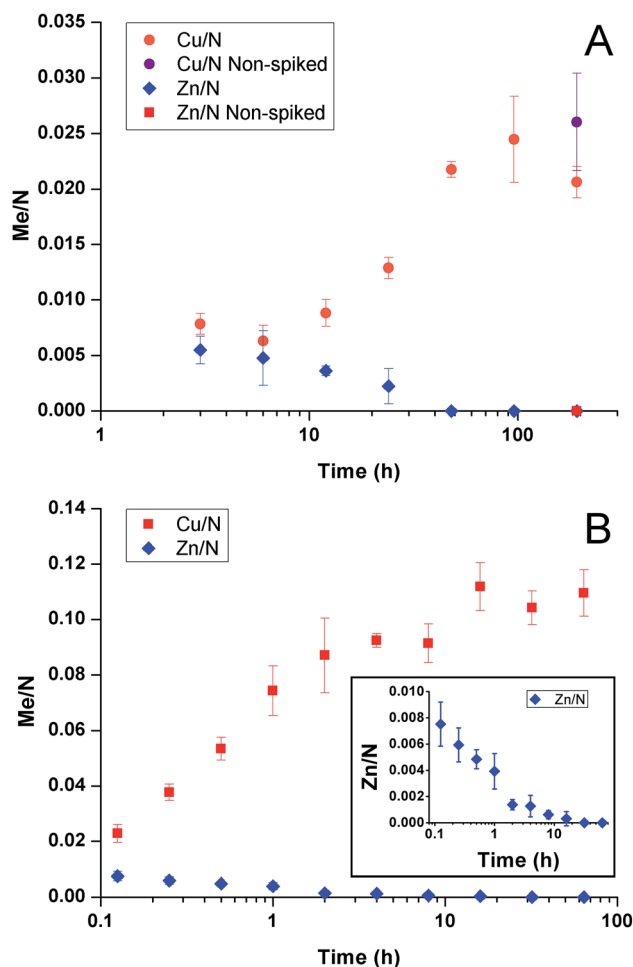 A
Cu/N
Cu/N Non-spiked
Zn/N
Zn/N Non-spiked
Me/N
0.035
0.030
0.025
0.020
0.015
0.010
0.005
0.000
1
10
100
Time (h)
B
Cu/N
Zn/N
Me/N
0.14
0.12
0.10
0.08
0.06
0.04
0.02
0.00
Zn/N
Zn/N
0.010
0.008
0.006
0.004
0.002
0.000
0.1
1
10
Time (h)
0.1
1
10
100
Time (h)